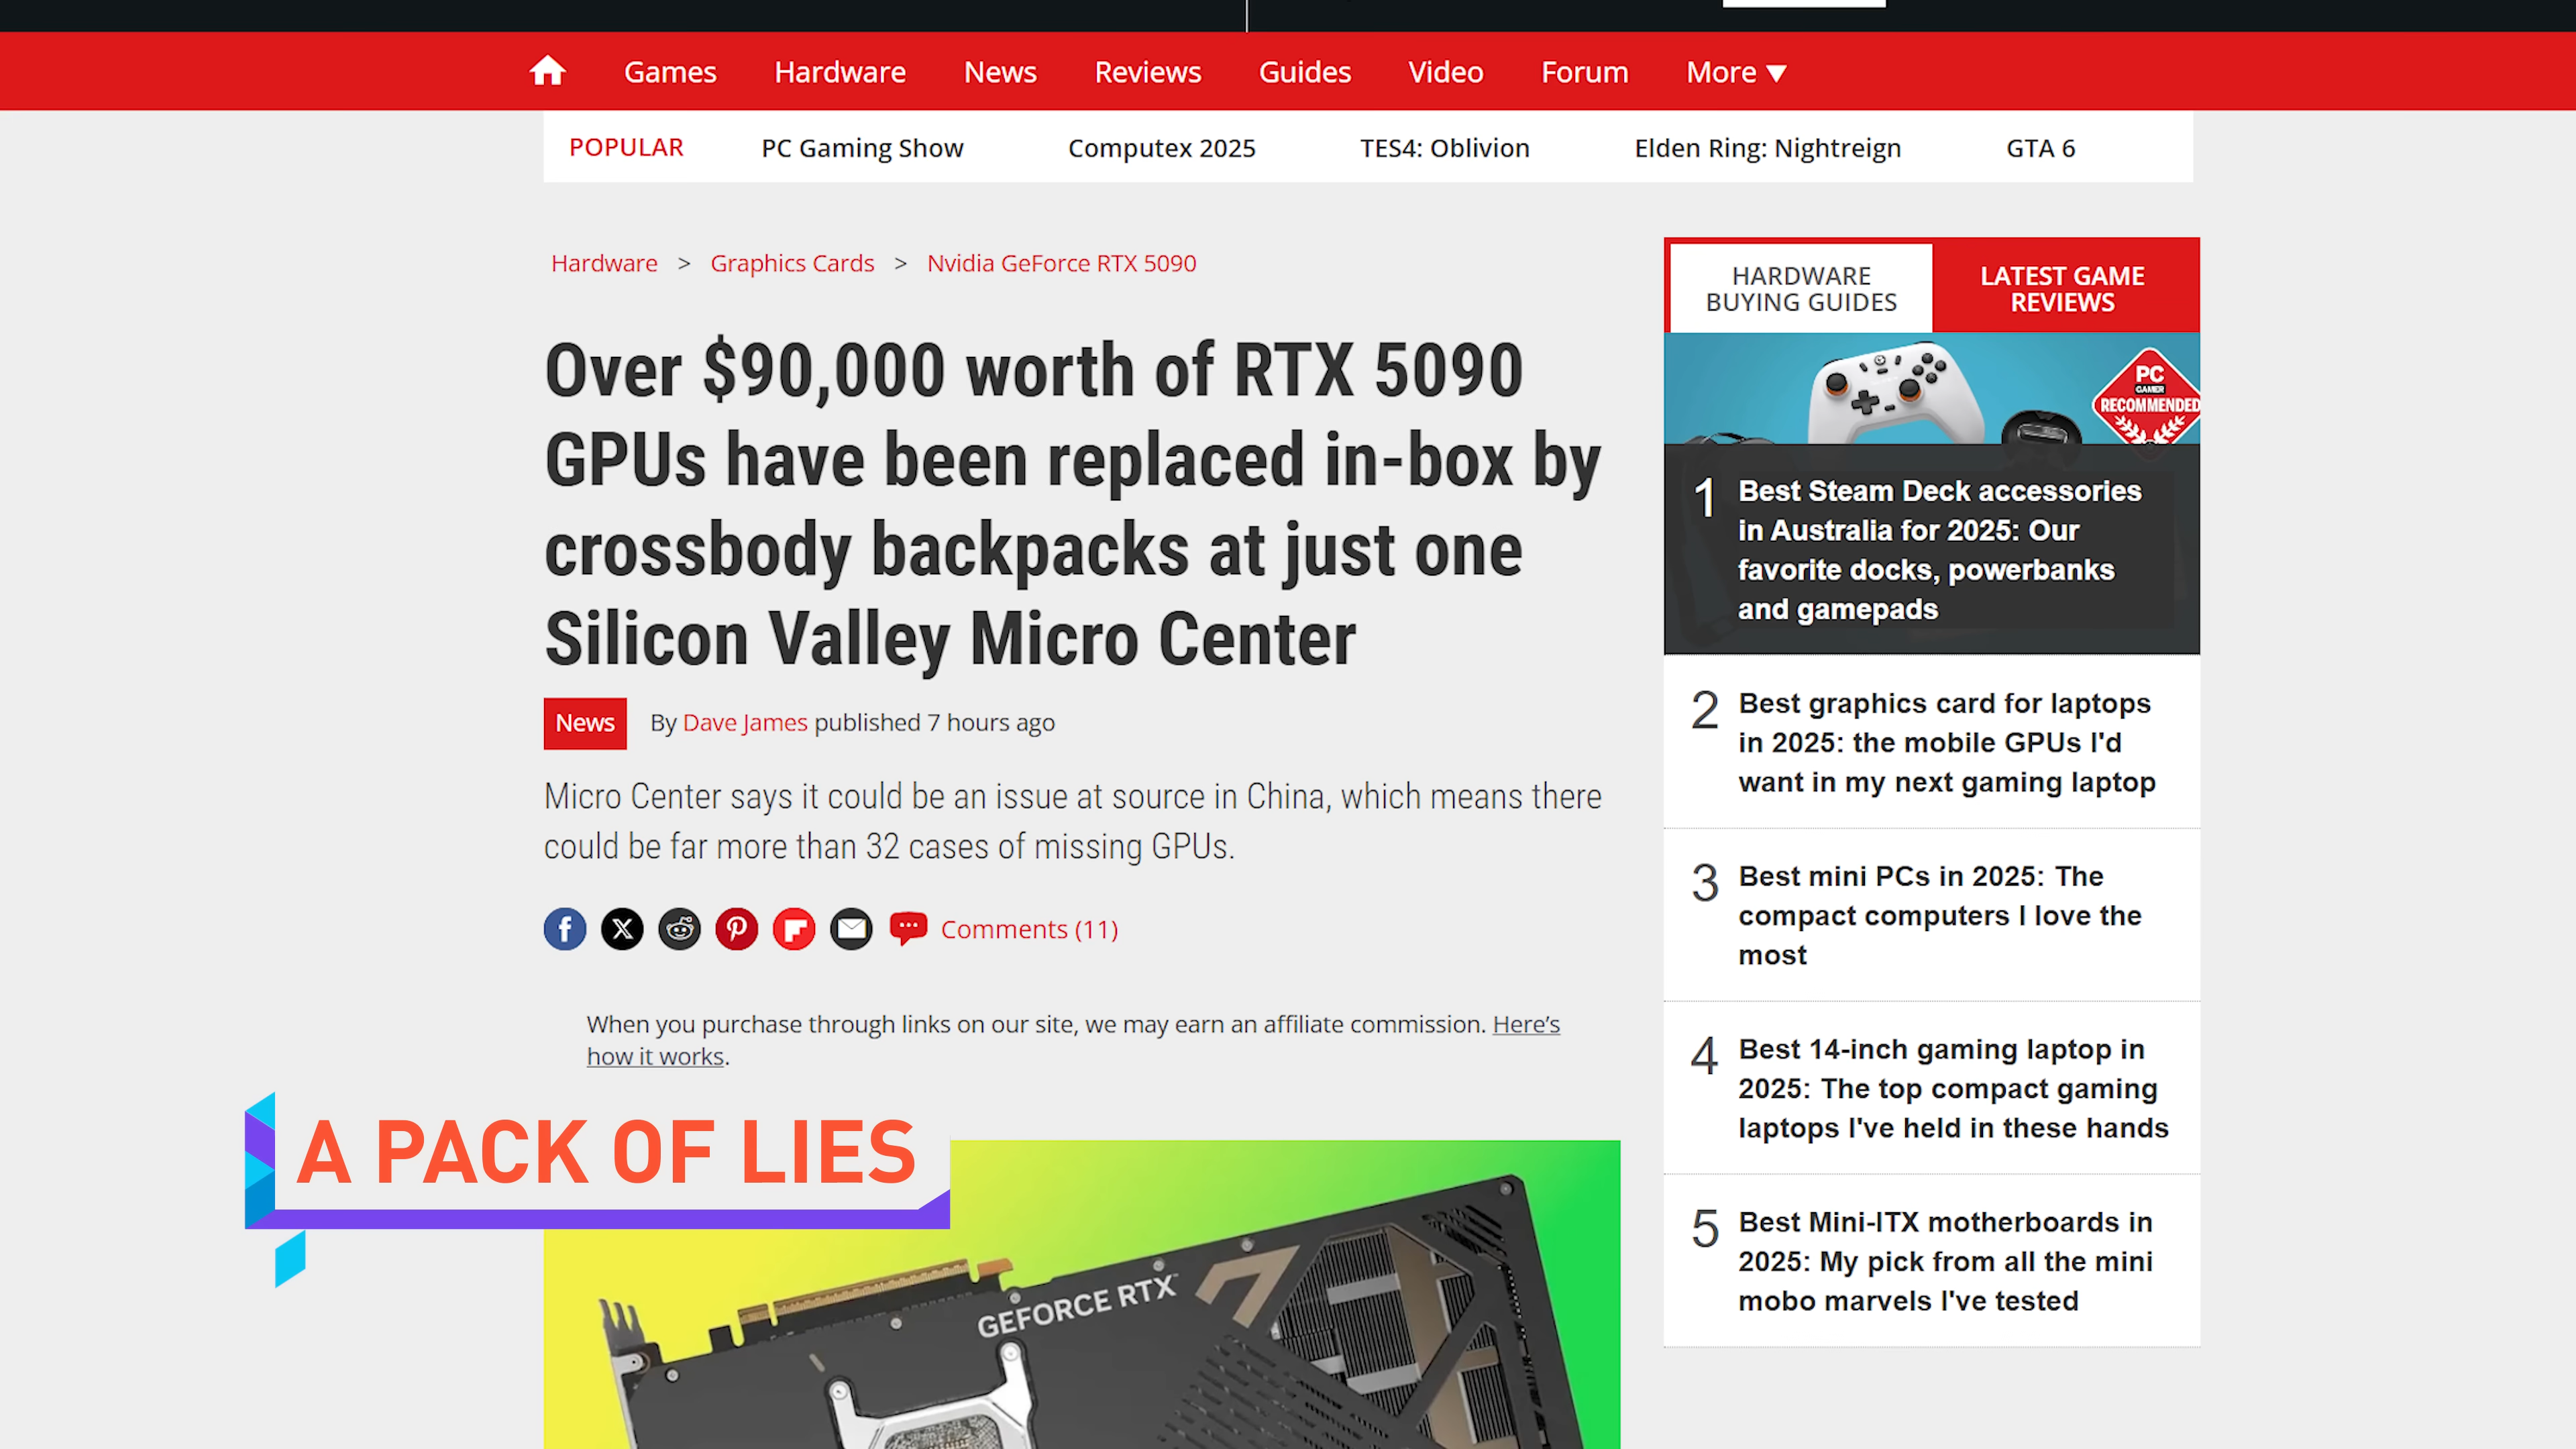 Games Hardware News Reviews Guides Video Forum More ▼
POPULAR PC Gaming Show Computex 2025 TES4: Oblivion Elden Ring: Nightreign GTA 6
Hardware > Graphics Cards > Nvidia GeForce RTX 5090
Over $90,000 worth of RTX 5090
GPUs have been replaced in-box by
crossbody backpacks at just one
Silicon Valley Micro Center
News By Dave James published 7 hours ago
Micro Center says it could be an issue at source in China, which means there
could be far more than 32 cases of missing GPUs.
Comments (11)
When you purchase through links on our site, we may earn an affiliate commission. Here’s
how it works.
A PACK OF LIES
GEFORCE RTX
HARDWARE
BUYING GUIDES
LATEST GAME
REVIEWS
PC
GAMER
RECOMMENDED
1 Best Steam Deck accessories
in Australia for 2025: Our
favorite docks, powerbanks
and gamepads
2 Best graphics card for laptops
in 2025: the mobile GPUs I'd
want in my next gaming laptop
3 Best mini PCs in 2025: The
compact computers I love the
most
4 Best 14-inch gaming laptop in
2025: The top compact gaming
laptops I've held in these hands
5 Best Mini-ITX motherboards in
2025: My pick from all the mini
mobo marvels I've tested